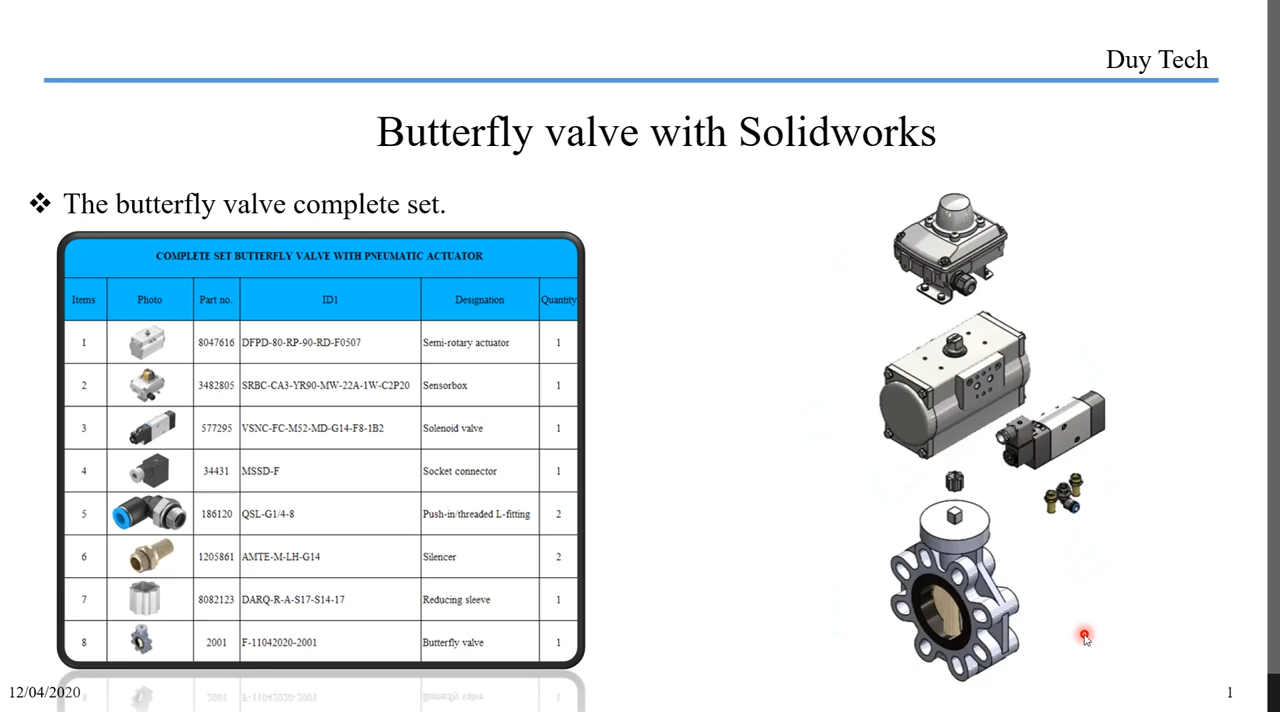 Duy Tech
Butterfly valve with Solidworks
❖ The butterfly valve complete set.
COMPLETE SET BUTTERFLY VALVE WITH PNEUMATIC ACTUATOR
Items Photo Part no. ID1 Designation Quantity
1 8047616 DFPD-80-RP-90-RD-F0507 Semi-rotary actuator 1
2 3482805 SRBC-CA3-YR90-MW-22A-1W-C2P20 Sensorbox 1
3 577295 VSNC-FC-M52-MD-G14-F8-1B2 Solenoid valve 1
4 34431 MSSD-F Socket connector 1
5 186120 QSL-G1/4-8 Push-in/threaded L-fitting 2
6 1205861 AMTE-M-LH-G14 Silencer 2
7 8082123 DARQ-R-A-S17-S14-17 Reducing sleeve 1
8 2001 F-11042020-2001 Butterfly valve 1
12/04/2020
1